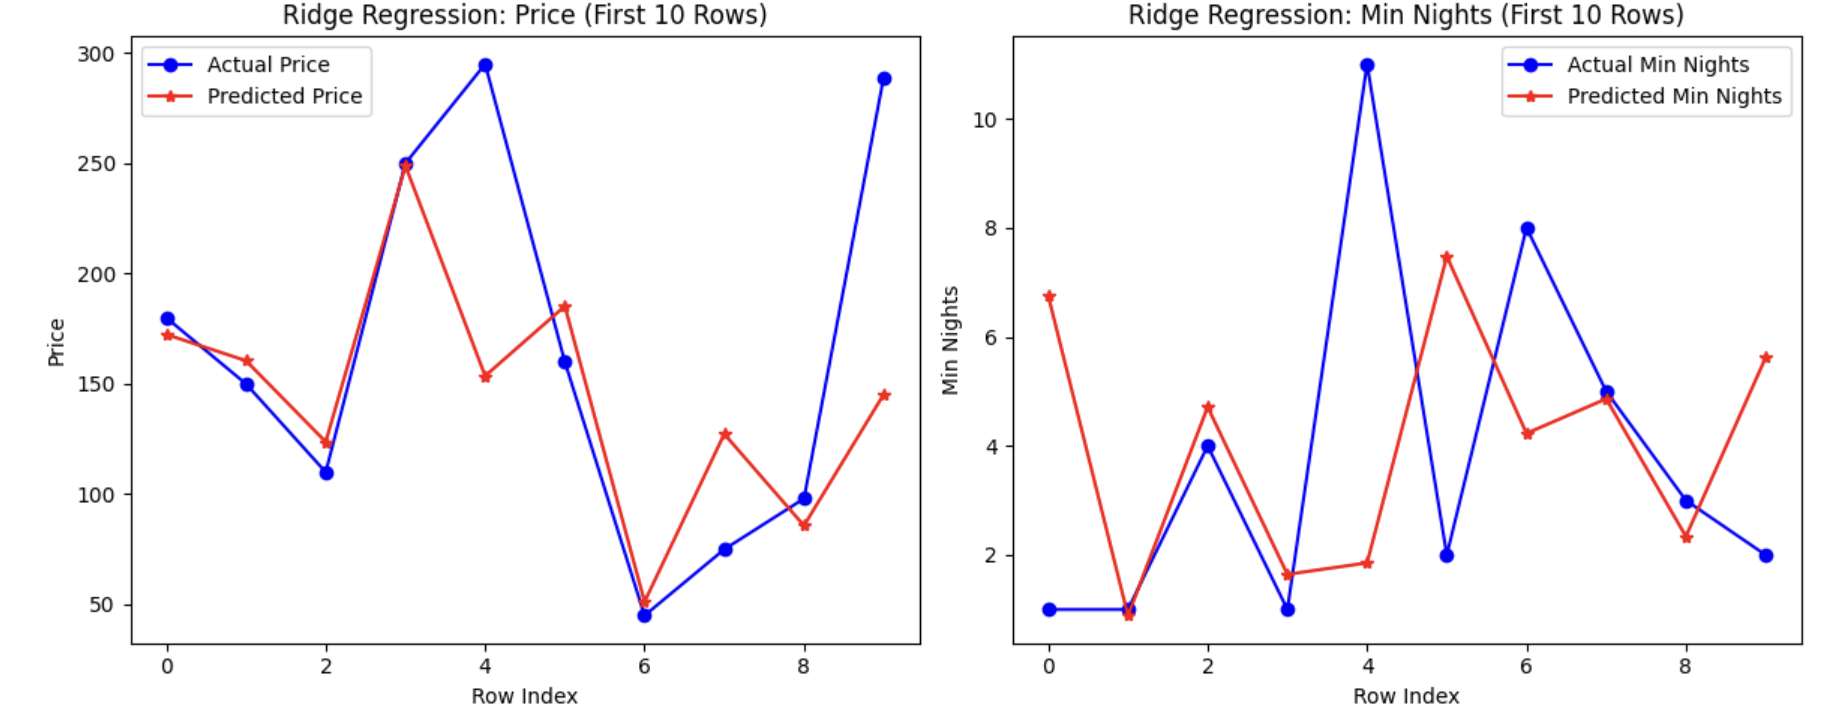 Ridge Regression: Price (First 10 Rows)
300
250
200
150
100
50
Price
Actual Price
Predicted Price
0 2 4 6 8
Row Index
Ridge Regression: Min Nights (First 10 Rows)
10
8
6
4
2
Min Nights
Actual Min Nights
Predicted Min Nights
0 2 4 6 8
Row Index